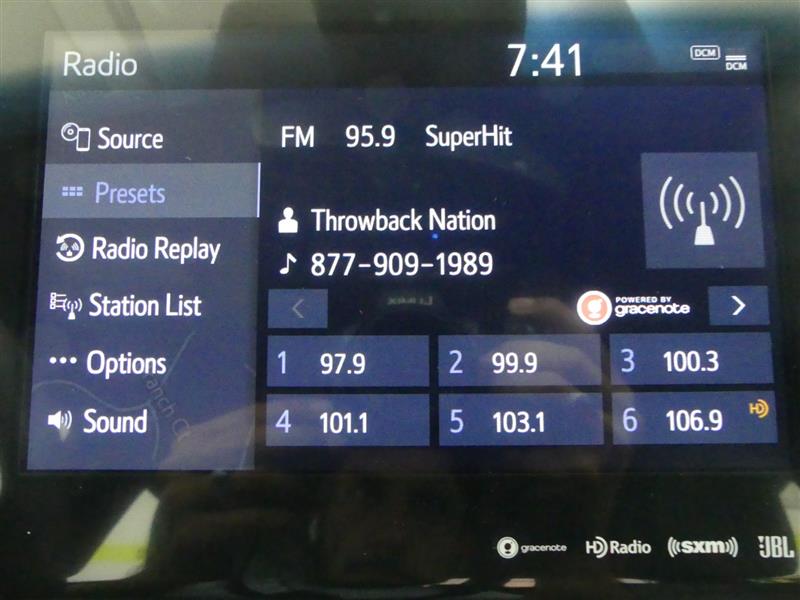 Radio 7:41 DCM DCM
Source
Presets
Radio Replay
Station List
Options
Sound
FM 95.9 SuperHit
Throwback Nation
877-909-1989
POWERED BY
gracenote
1 97.9 2 99.9 3 100.3
4 101.1 5 103.1 6 106.9 HD
gracenote HD Radio ((sxm)) JBL